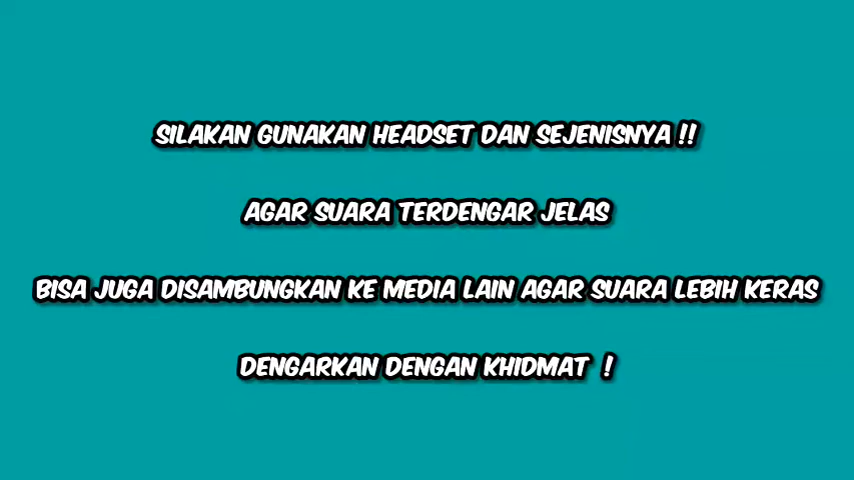 SILAKAN GUNAKAN HEADSET DAN SEJENISNYA !!
AGAR SUARA TERDENGAR JELAS
BISA JUGA DISAMBUNGKAN KE MEDIA LAIN AGAR SUARA LEBIH KERAS
DENGARKAN DENGAN KHIDMAT !